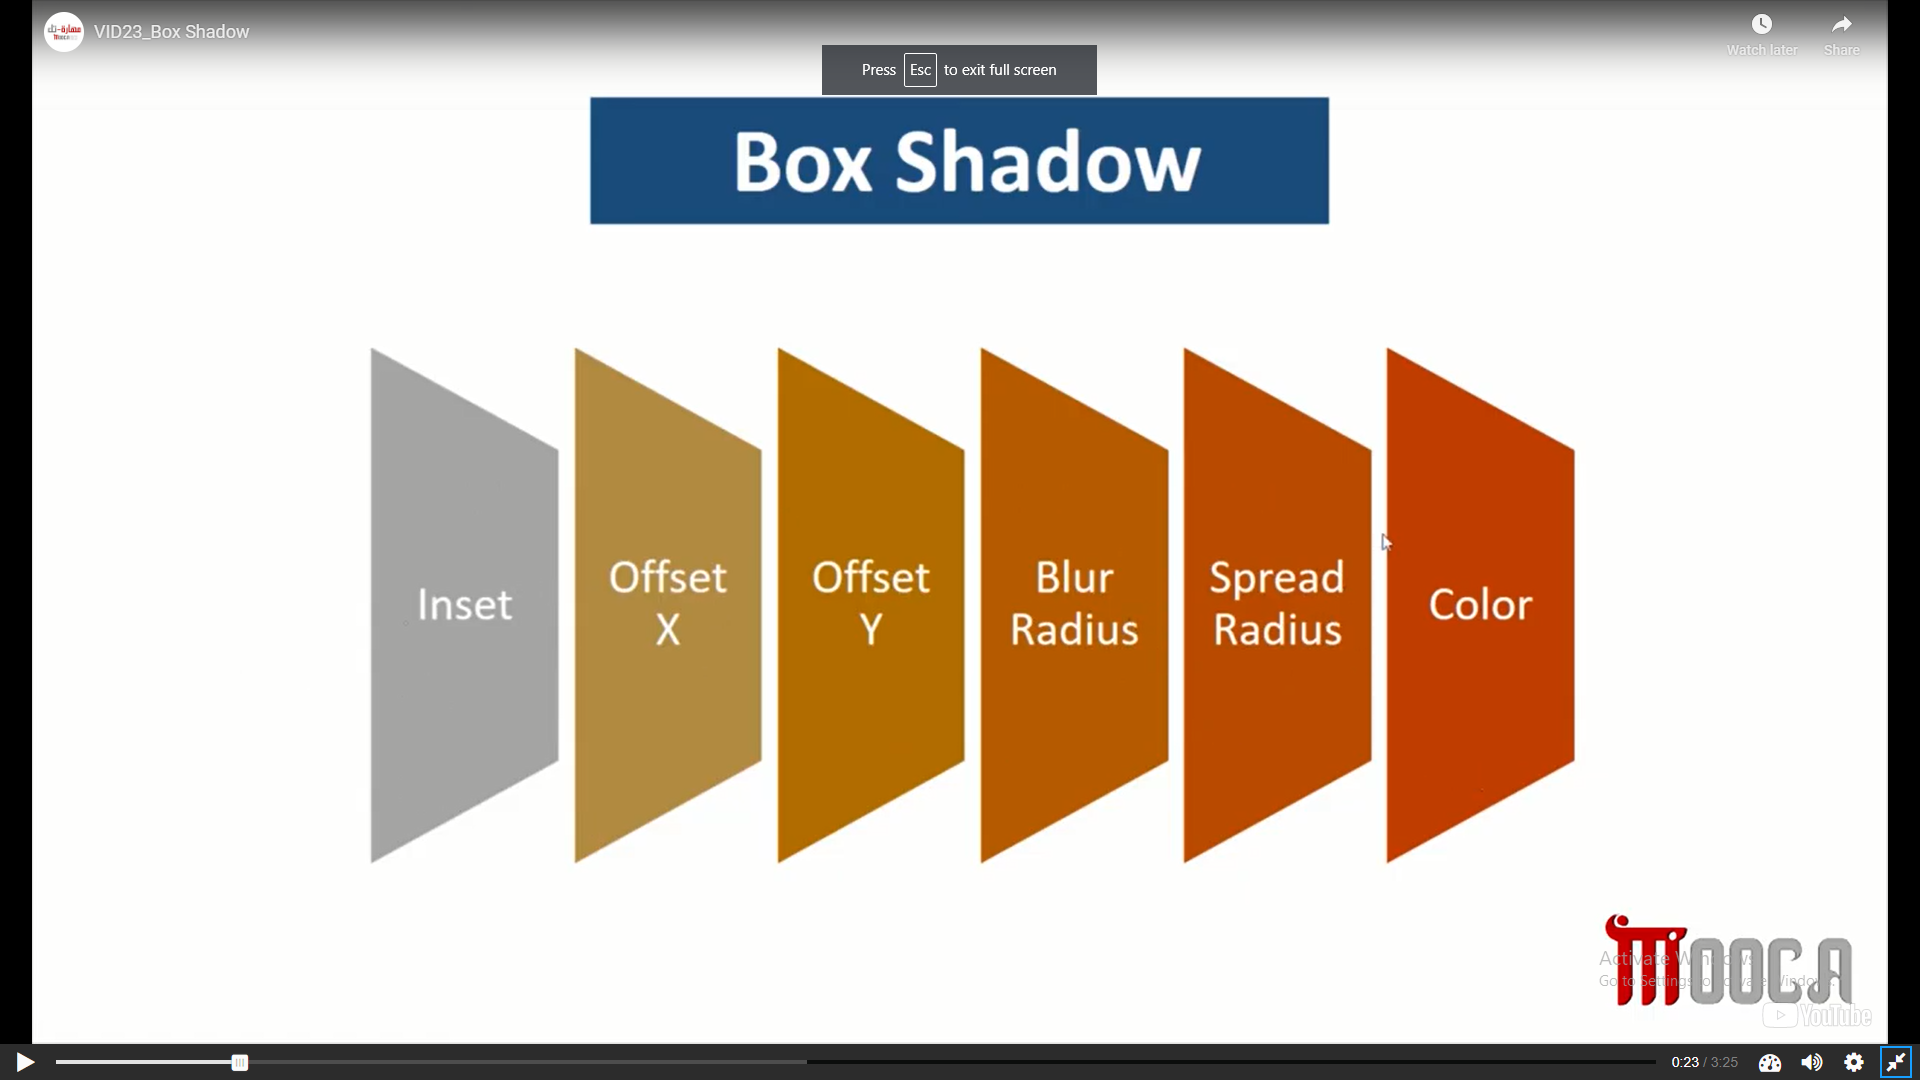 VID23_Box Shadow
Watch later
Share
Press Esc to exit full screen
Box Shadow
Inset
Offset
X
Offset
Y
Blur
Radius
Spread
Radius
Color
MOOCA
Activate Windows
Go to Settings to activate Windows.
YouTube
0:23 / 3:25